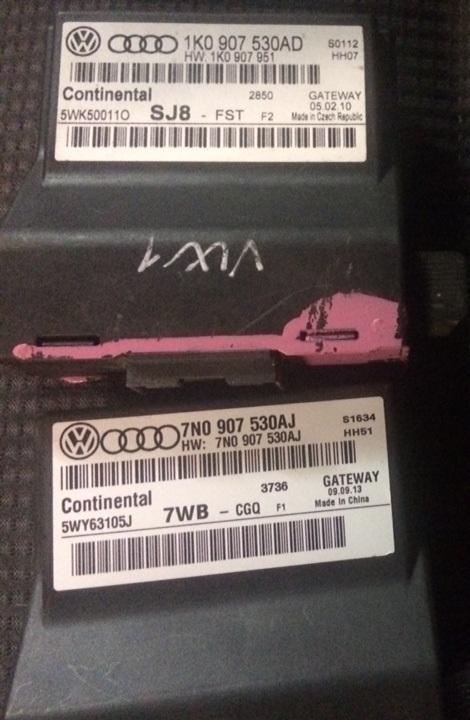 1K0 907 530AD S0112
HW: 1K0 907 951 HH07
Continental 2850 GATEWAY
05.02.10
5WK50011O SJ8 - FST F2 Made in Czech Republic
7N0 907 530AJ S1634
HW: 7N0 907 530AJ HH51
Continental 3736 GATEWAY
09.09.13
5WY63105J 7WB - CGQ F1 Made in China